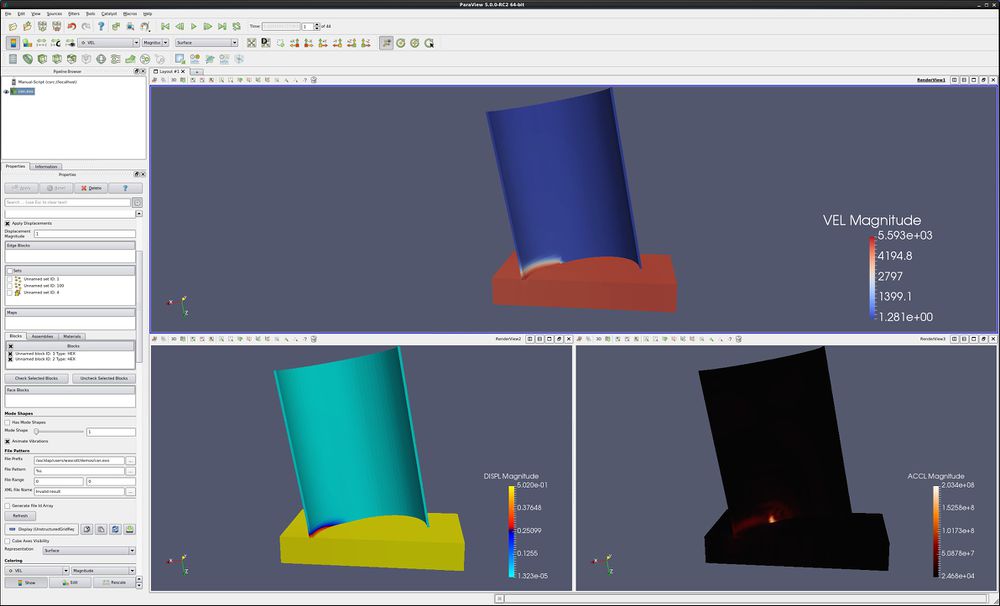 ParaView 5.0.0-RC2 64-bit
File Edit View Sources Filters Tools Catalyst Macros Help
Time: 1 of 44
VEL Magnitude Surface
Pipeline Browser
Layout #1
can.exo
RenderView1
Properties Information
Properties
Apply Reset Delete ?
Search ... (use Esc to clear text)
Apply Displacements
Displacement
Magnitude 1
Edge Blocks
Sets
Unnamed set ID: 1
Unnamed set ID: 100
Unnamed set ID: 4
Maps
VEL Magnitude
5.593e+03
4194.8
2797
1399.1
1.281e+00
Blocks Assemblies Materials
Blocks
Unnamed block ID: 1 Type: HEX
Unnamed block ID: 2 Type: HEX
Check Selected Blocks Uncheck Selected Blocks
Face Blocks
Mode Shapes
Has Mode Shapes
Mode Shape 1
Animate Vibrations
File Pattern
File Prefix
File Pattern
File Range 0 0
XML File Name Invalid result
Generate File Id Array
Refresh
Display (UnstructuredGridRep
Cube Axes Visibility
Representation Surface
Coloring
VEL Magnitude
Show Edit Rescale
RenderView2
DISPL Magnitude
5.020e-01
0.37648
0.25099
0.1255
1.323e-05
RenderView3
ACCL Magnitude
2.034e+08
1.5258e+8
1.0173e+8
5.0878e+7
2.468e+04